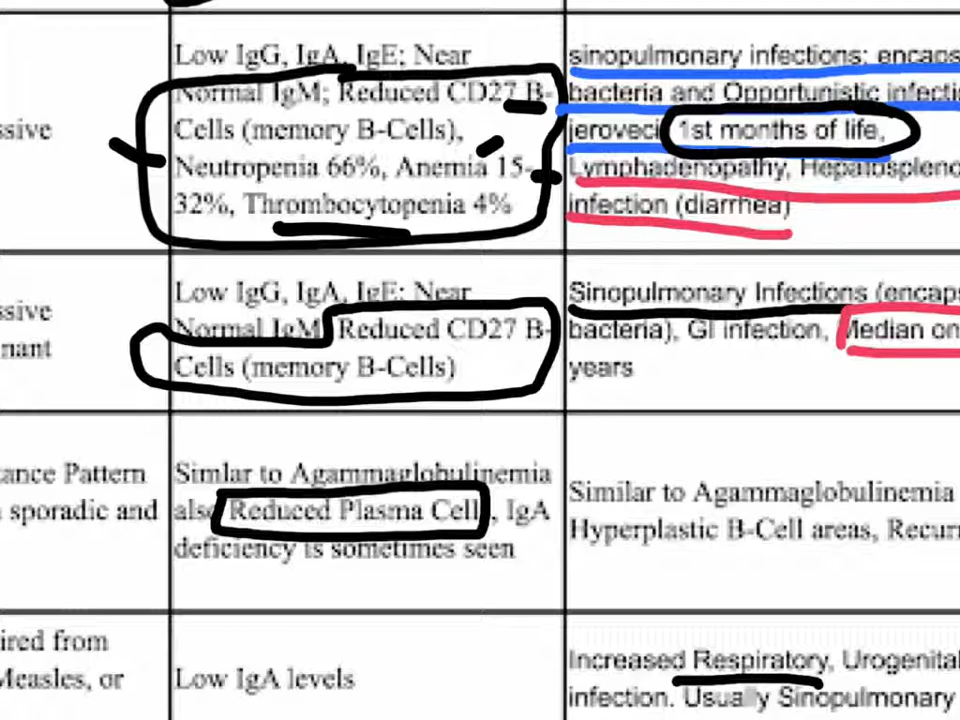 Low IgG, IgA, IgE; Near
Normal IgM; Reduced CD27 B-
Cells (memory B-Cells),
Neutropenia 66%, Anemia 15-
32%, Thrombocytopenia 4%
ssive
sinopulmonary infections; encaps
bacteria and Opportunistic infecti
jeroveci 1st months of life,
Lymphadenopathy, Hepatospleno
infection (diarrhea)
ssive
nant
Low IgG, IgA, IgE; Near
Normal IgM Reduced CD27 B-
Cells (memory B-Cells)
Sinopulmonary Infections (encaps
bacteria), GI infection, Median on
years
tance Pattern
sporadic and
Simlar to Agammaglobulinemia
also Reduced Plasma Cell, IgA
deficiency is sometimes seen
Similar to Agammaglobulinemia
Hyperplastic B-Cell areas, Recurr
ired from
Measles, or
Low IgA levels
Increased Respiratory, Urogenital
infection. Usually Sinopulmonary